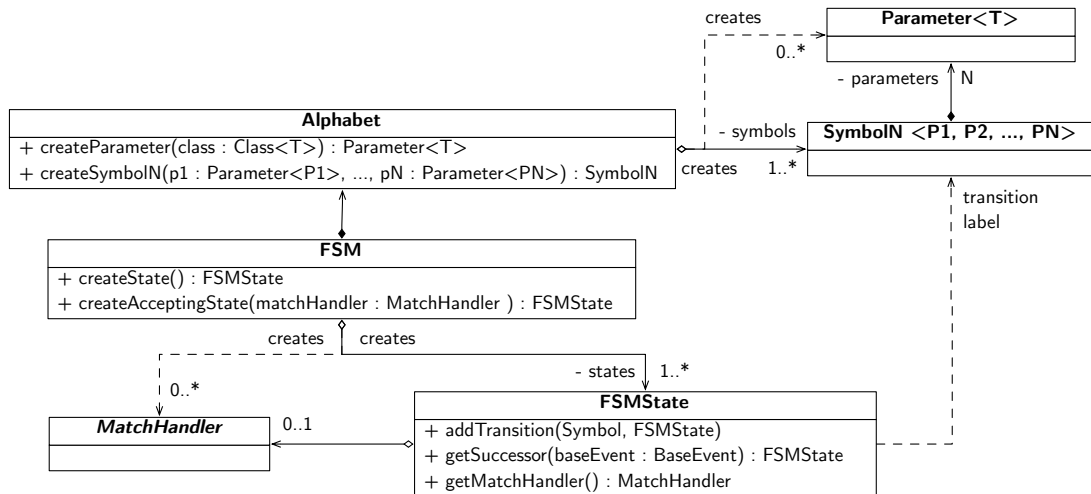 creates
Parameter<T>
0..*
- parameters
N
Alphabet
+ createParameter(class : Class<T>) : Parameter<T>
+ createSymbolN(p1 : Parameter<P1>, ..., pN : Parameter<PN>) : SymbolN
- symbols
creates
1..*
SymbolN <P1, P2, ..., PN>
transition
label
FSM
+ createState() : FSMState
+ createAcceptingState(matchHandler : MatchHandler ) : FSMState
creates
creates
0..*
- states
1..*
MatchHandler
0..1
FSMState
+ addTransition(Symbol, FSMState)
+ getSuccessor(baseEvent : BaseEvent) : FSMState
+ getMatchHandler() : MatchHandler